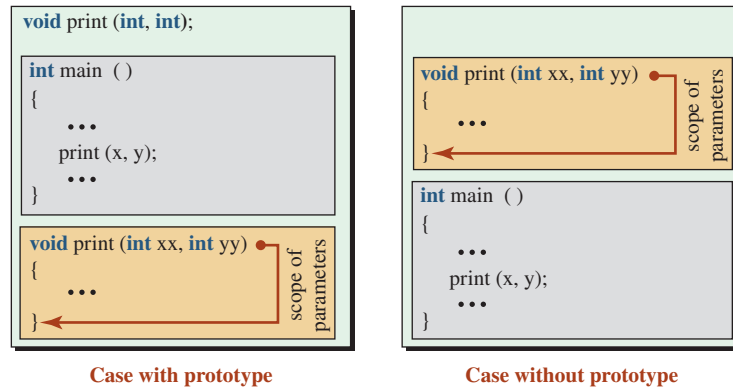 void print (int, int);
int main ( )
{
•••
print (x, y);
•••
}
void print (int xx, int yy)
{
•••
}
scope of
parameters
Case with prototype
void print (int xx, int yy)
{
•••
}
scope of
parameters
int main ( )
{
•••
print (x, y);
•••
}
Case without prototype